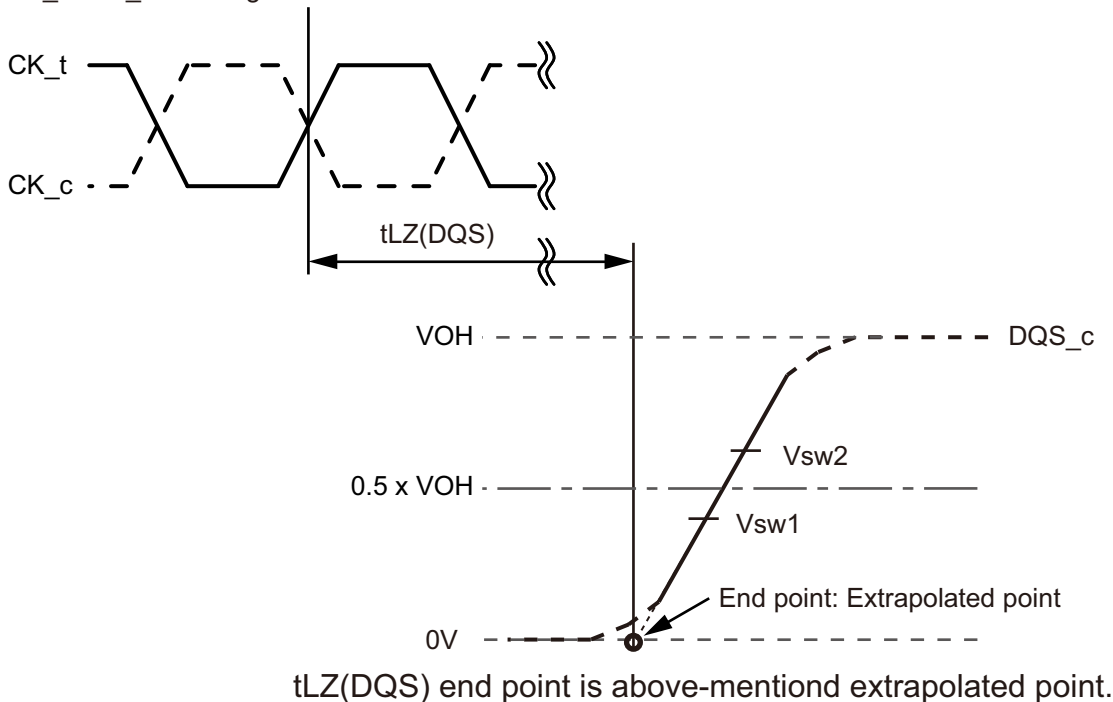 CK_t
CK_c
tLZ(DQS)
VOH
DQS_c
Vsw2
0.5 x VOH
Vsw1
End point: Extrapolated point
0V
tLZ(DQS) end point is above-mentiond extrapolated point.